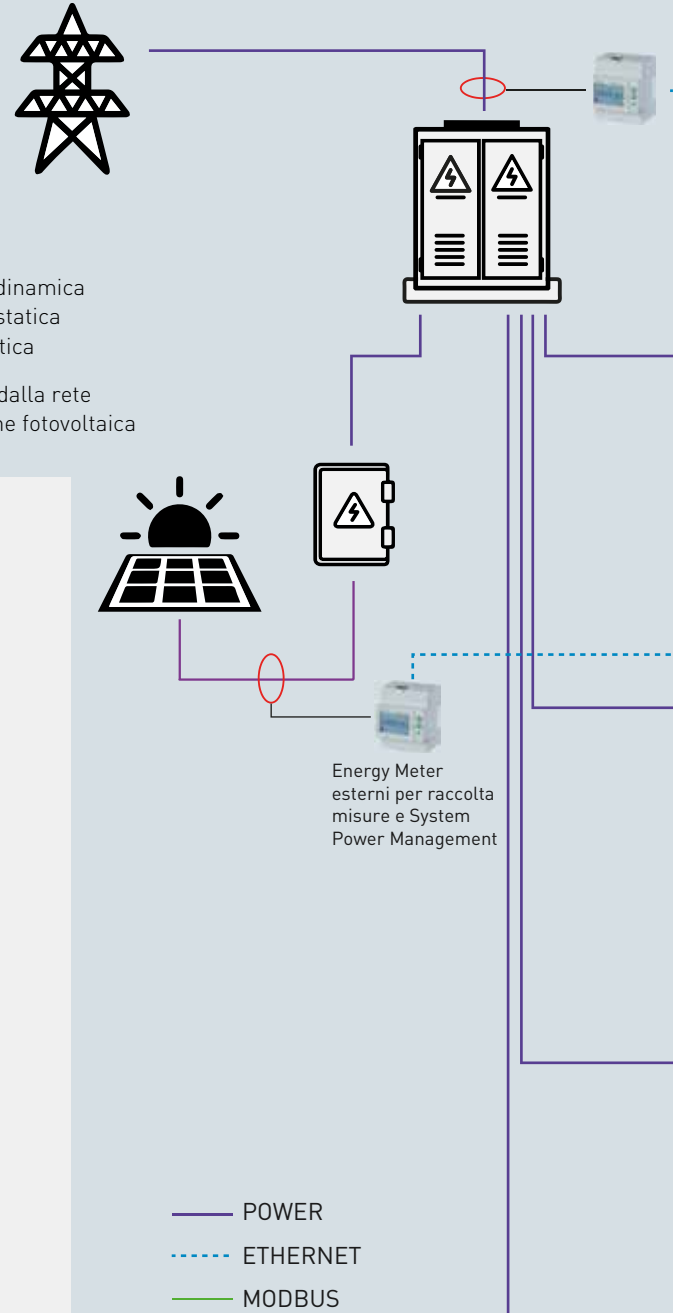 dinamica
statica
tica
dalla rete
ne fotovoltaica
Energy Meter
esterni per raccolta
misure e System
Power Management
POWER
ETHERNET
MODBUS